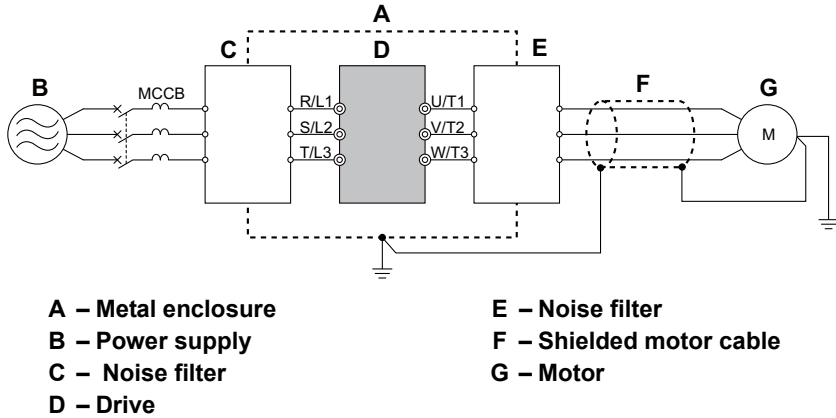 A
C
D
E
B
F
G
MCCB
R/L1
U/T1
S/L2
V/T2
M
T/L3
W/T3
A – Metal enclosure
B – Power supply
C – Noise filter
D – Drive
E – Noise filter
F – Shielded motor cable
G – Motor